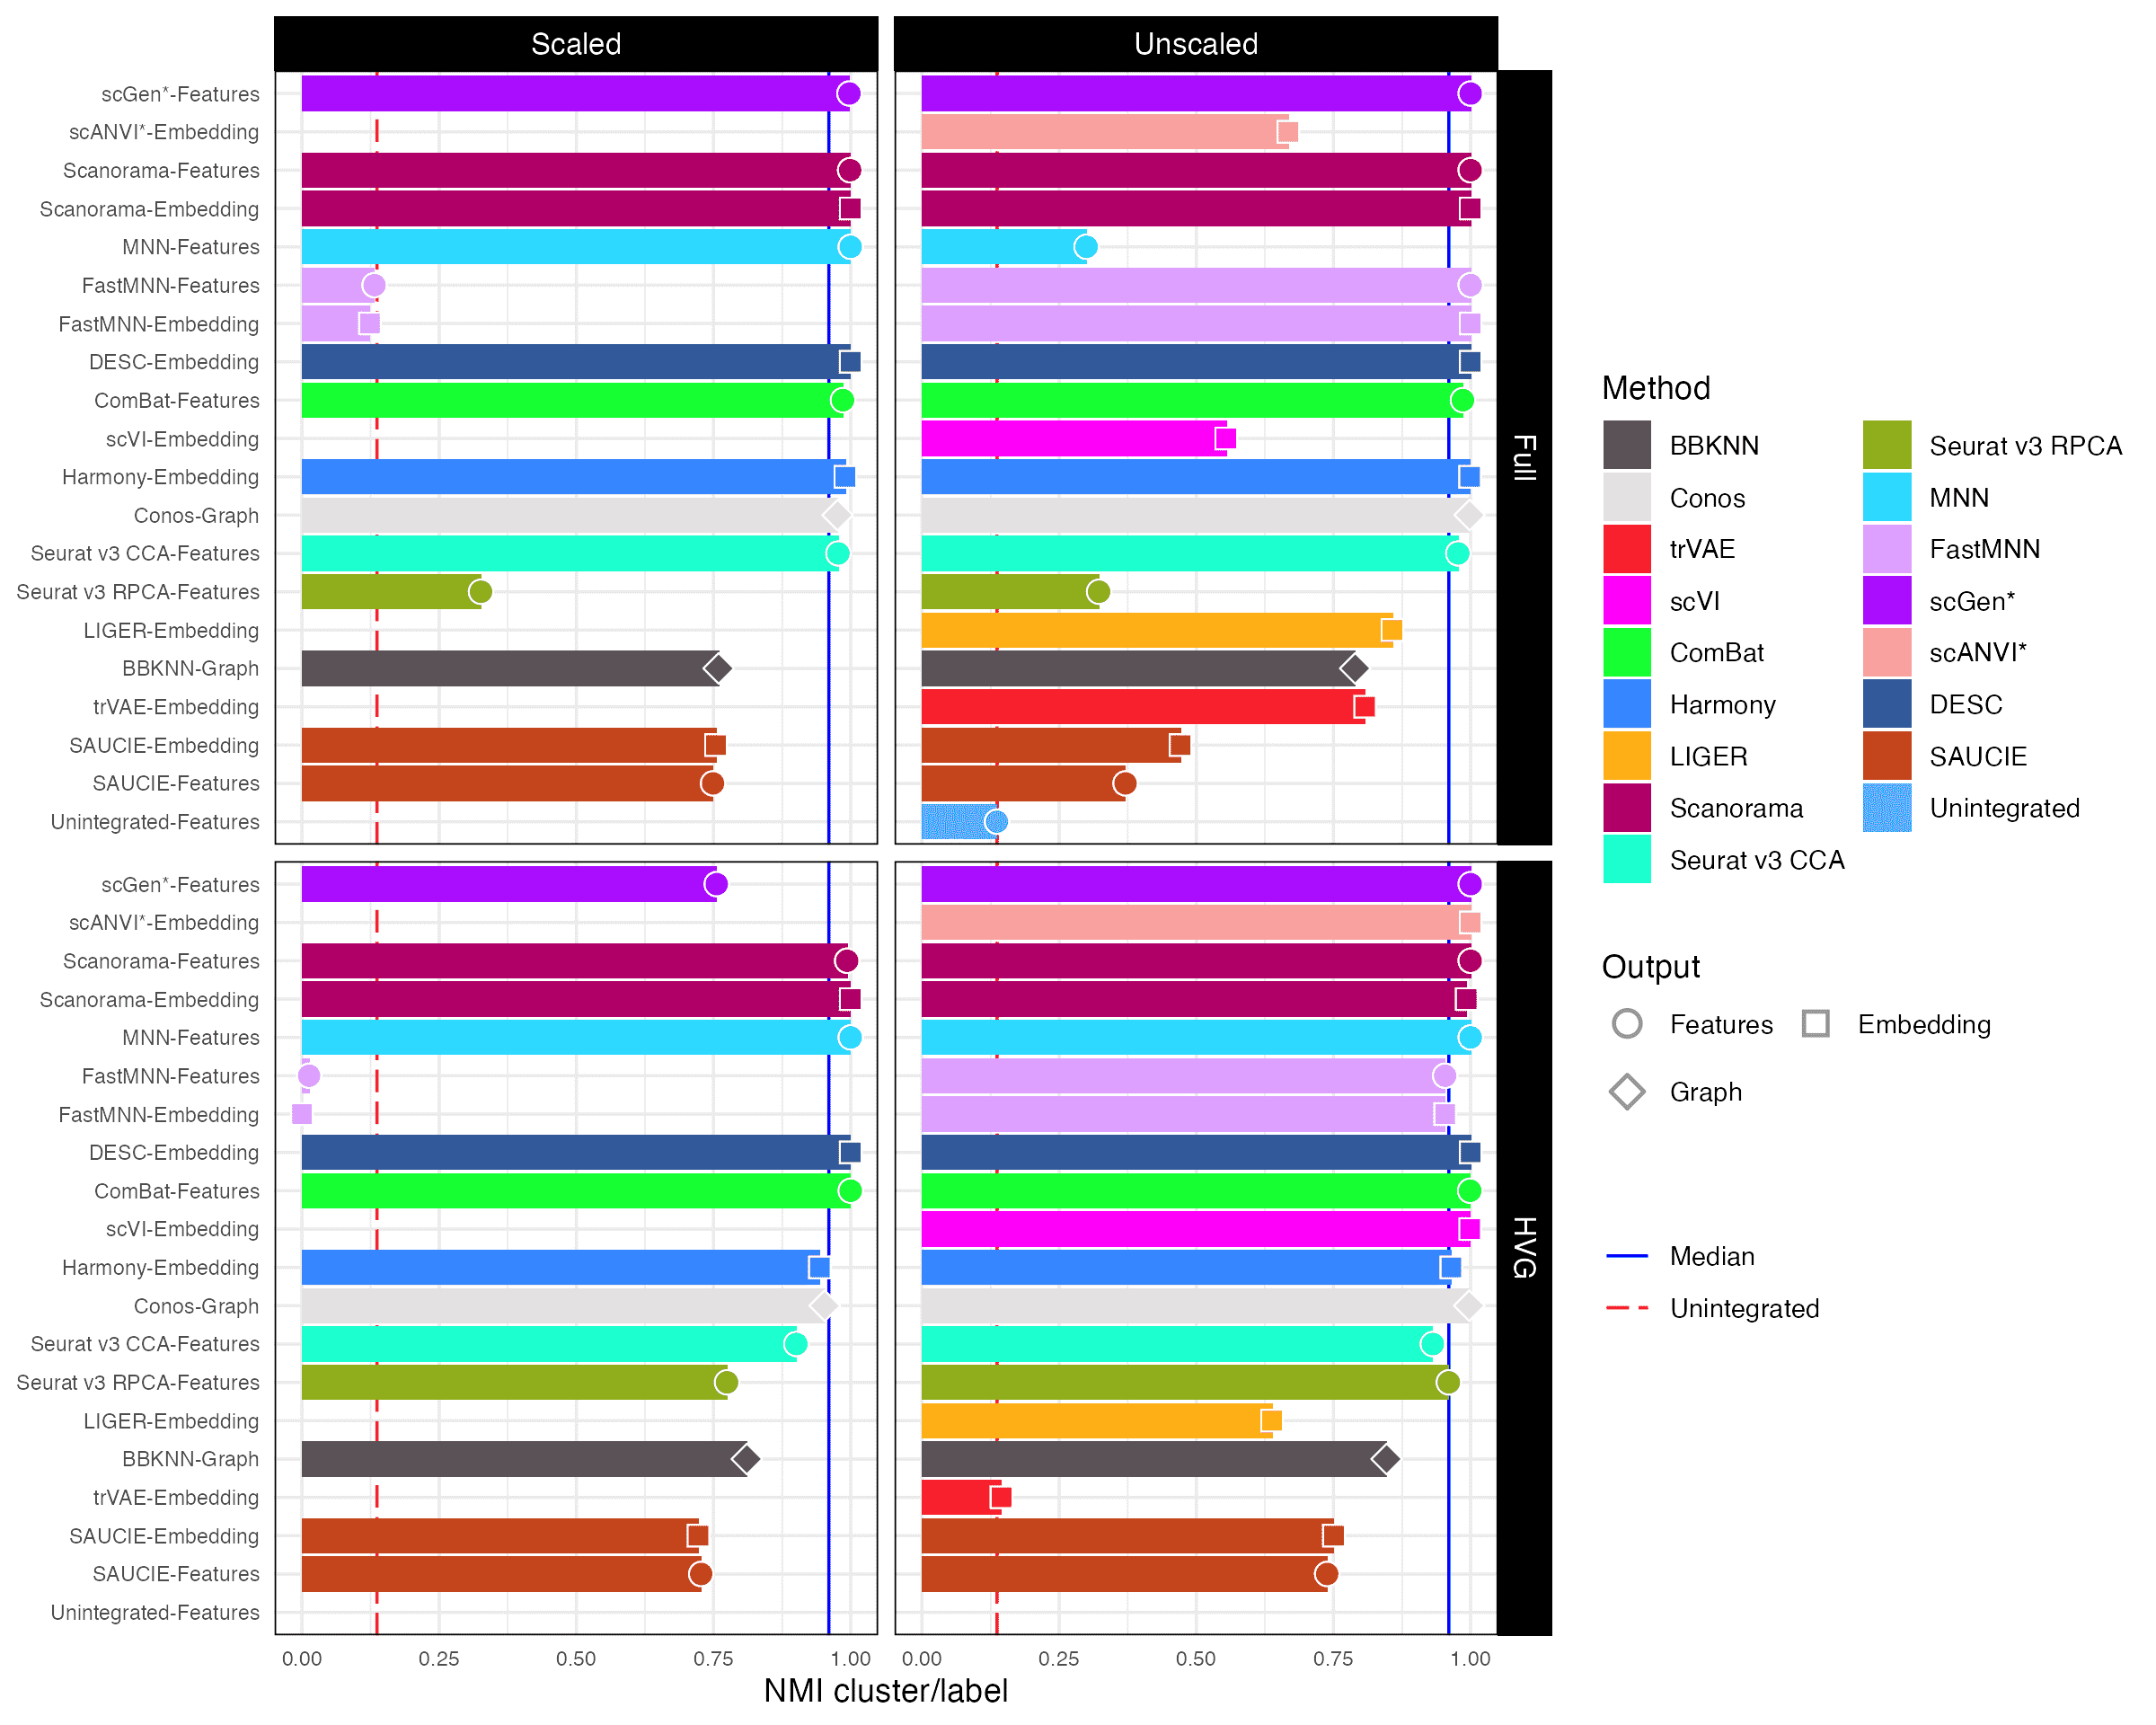 Scaled
Unscaled
scGen*-Features
scANVI*-Embedding
Scanorama-Features
Scanorama-Embedding
MNN-Features
FastMNN-Features
FastMNN-Embedding
DESC-Embedding
ComBat-Features
scVI-Embedding
Harmony-Embedding
Conos-Graph
Seurat v3 CCA-Features
Seurat v3 RPCA-Features
LIGER-Embedding
BBKNN-Graph
trVAE-Embedding
SAUCIE-Embedding
SAUCIE-Features
Unintegrated-Features
Full
scGen*-Features
scANVI*-Embedding
Scanorama-Features
Scanorama-Embedding
MNN-Features
FastMNN-Features
FastMNN-Embedding
DESC-Embedding
ComBat-Features
scVI-Embedding
Harmony-Embedding
Conos-Graph
Seurat v3 CCA-Features
Seurat v3 RPCA-Features
LIGER-Embedding
BBKNN-Graph
trVAE-Embedding
SAUCIE-Embedding
SAUCIE-Features
Unintegrated-Features
HVG
0.00 0.25 0.50 0.75 1.00
0.00 0.25 0.50 0.75 1.00
NMI cluster/label
Method
BBKNN
Conos
trVAE
scVI
ComBat
Harmony
LIGER
Scanorama
Seurat v3 CCA
Seurat v3 RPCA
MNN
FastMNN
scGen*
scANVI*
DESC
SAUCIE
Unintegrated
Output
Features
Embedding
Graph
Median
Unintegrated